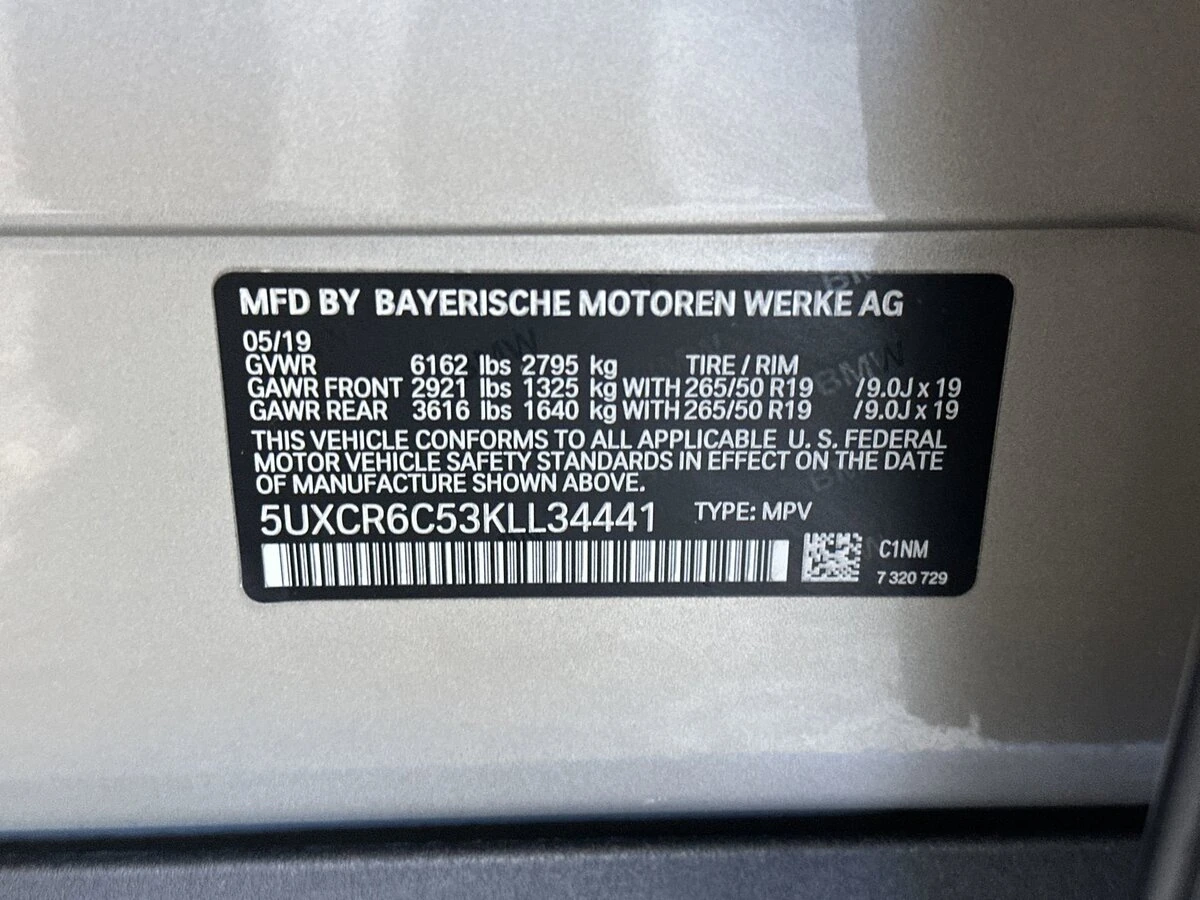 MFD BY BAYERISCHE MOTOREN WERKE AG
05/19
GVWR 6162 lbs 2795 kg TIRE / RIM
GAWR FRONT 2921 lbs 1325 kg WITH 265/50 R19 /9.0J x 19
GAWR REAR 3616 lbs 1640 kg WITH 265/50 R19 /9.0J x 19
THIS VEHICLE CONFORMS TO ALL APPLICABLE U. S. FEDERAL
MOTOR VEHICLE SAFETY STANDARDS IN EFFECT ON THE DATE
OF MANUFACTURE SHOWN ABOVE.
5UXCR6C53KLL34441 TYPE: MPV
C1NM
7 320 729